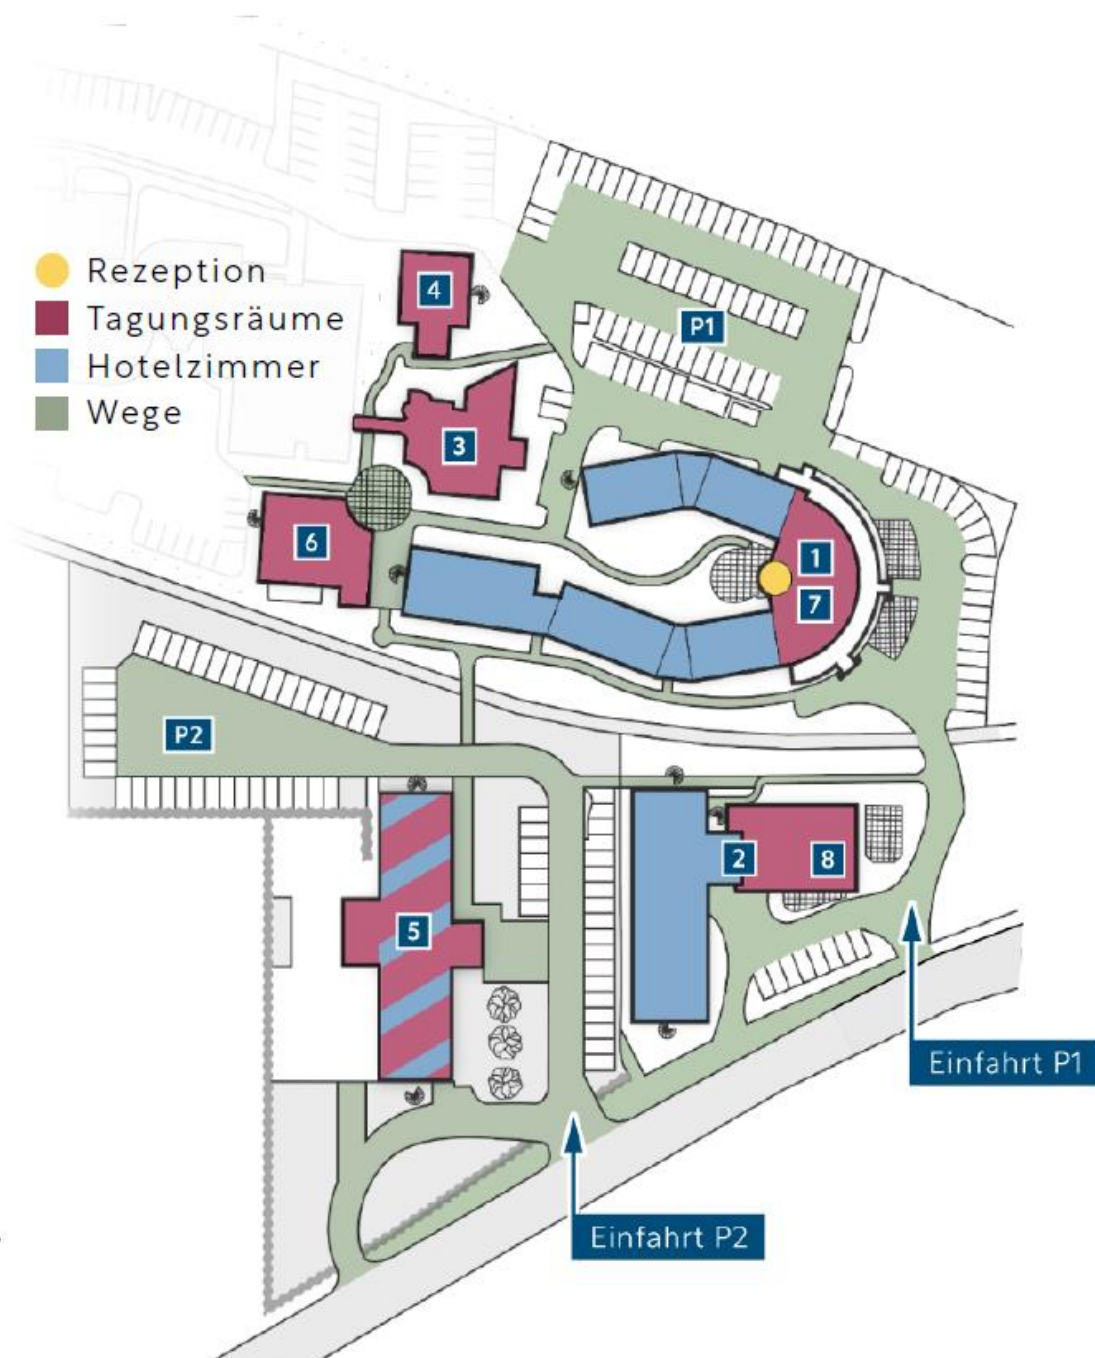 Rezeption
Tagungsräume
Hotelzimmer
Wege
4
P1
3
6
1
7
P2
2
8
5
Einfahrt P1
Einfahrt P2